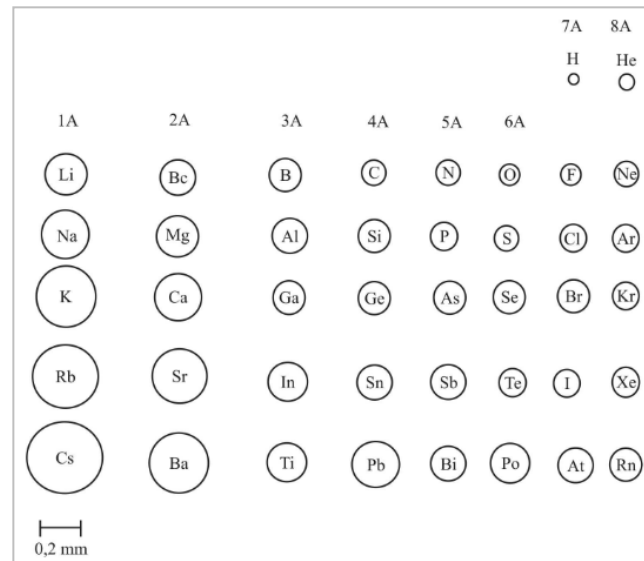 7A 8A
H He
1A 2A 3A 4A 5A 6A
Li Bc B C N O F Ne
Na Mg Al Si P S Cl Ar
K Ca Ga Ge As Se Br Kr
Rb Sr In Sn Sb Te I Xe
Cs Ba Ti Pb Bi Po At Rn
0,2 mm